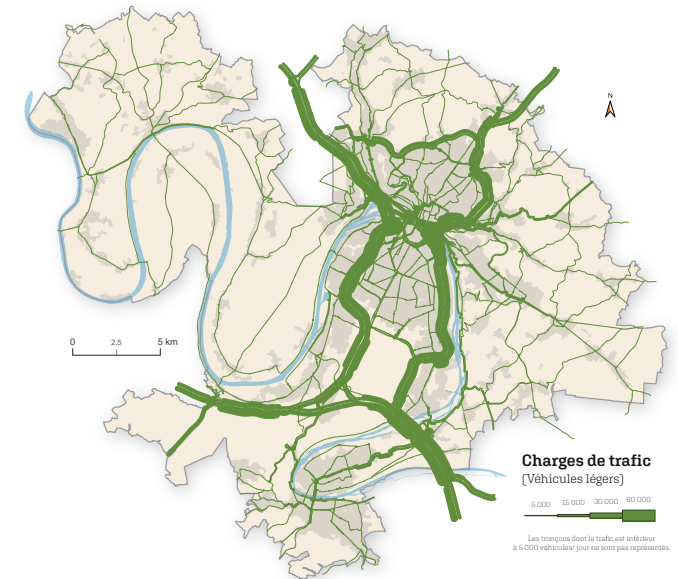 N
0 2,5 5 km
Charges de trafic
(Véhicules légers)
5 000 15 000 30 000 60 000
Les tronçons dont le trafic est inférieur
à 5 000 véhicules/ jour ne sont pas représentés.